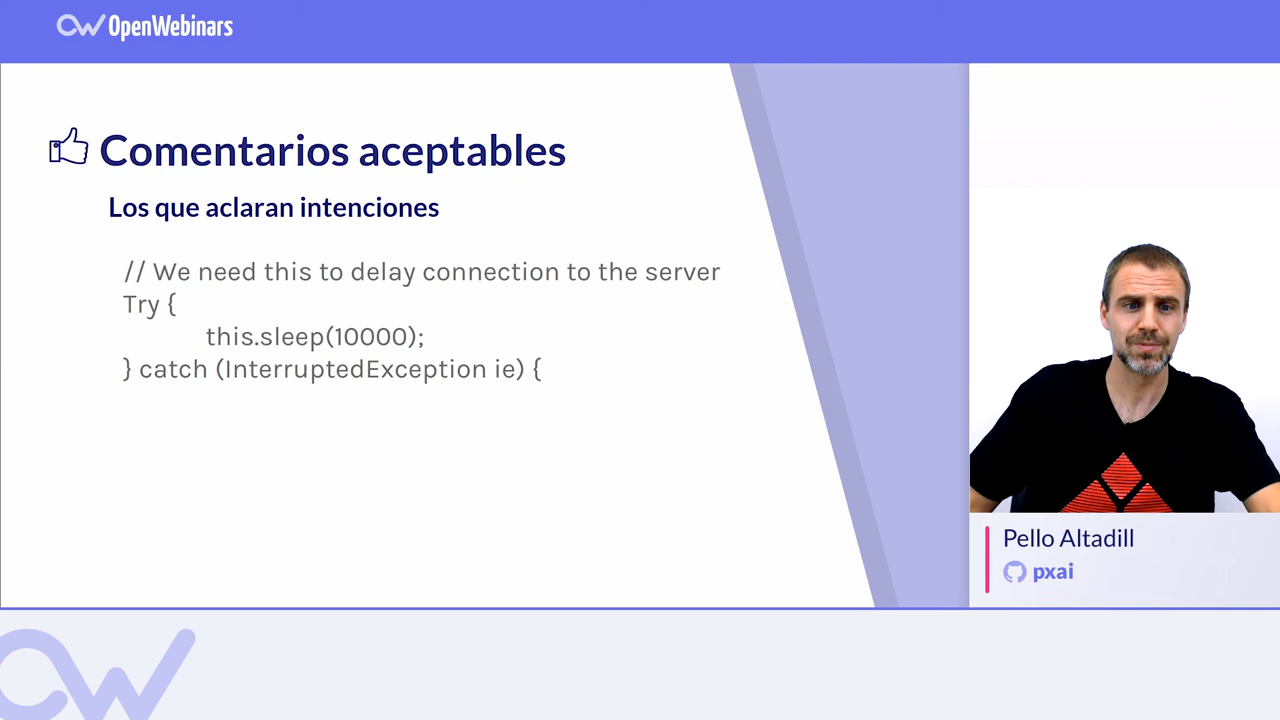 OpenWebinars
Comentarios aceptables
Los que aclaran intenciones
// We need this to delay connection to the server
Try {
this.sleep(10000);
} catch (InterruptedException ie) {
Pello Altadill
pxai